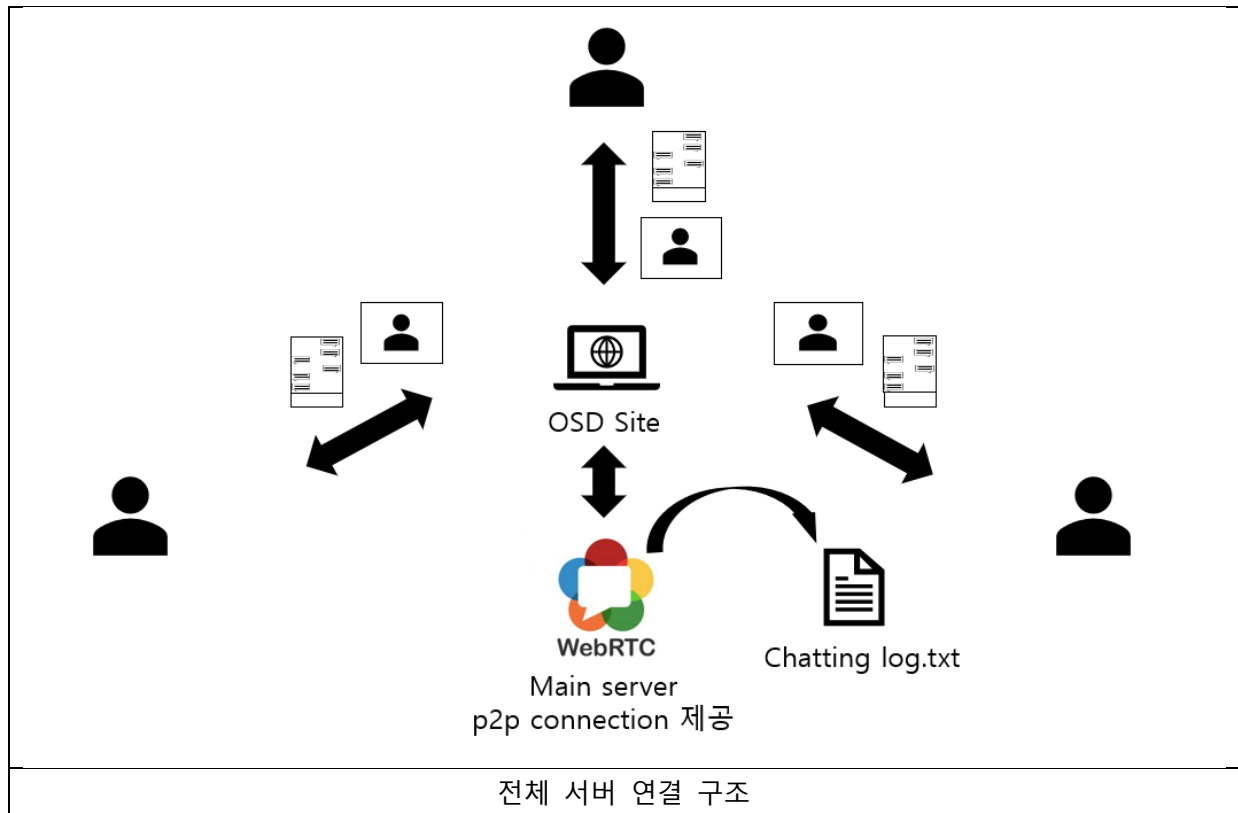 OSD Site
WebRTC
Main server
p2p connection 제공
Chatting log.txt
전체 서버 연결 구조